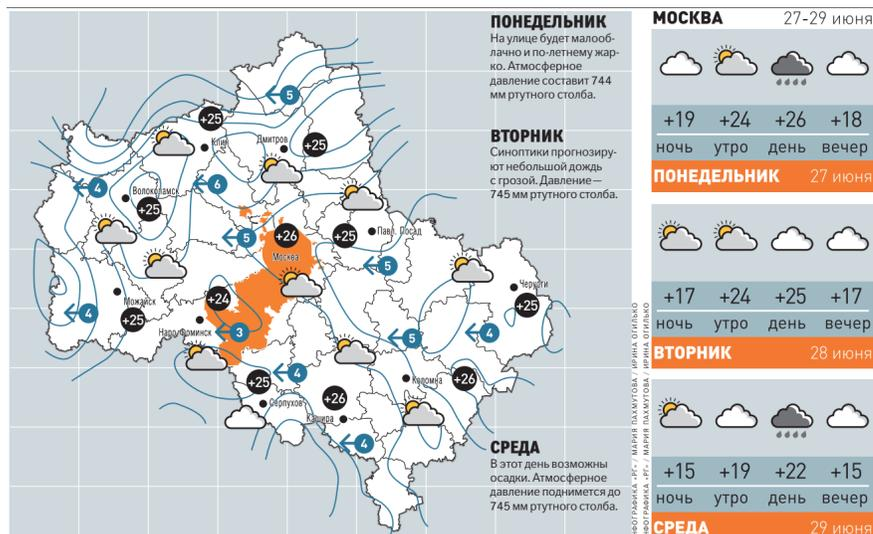 ПОНЕДЕЛЬНИК
На улице будет малооб-
лачно и по-летнему жар-
ко. Атмосферное
давление составит 744
мм ртутного столба.
ВТОРНИК
Синоптики прогнозиру-
ют небольшой дождь
с грозой. Давление—
745 мм ртутного столба.
СРЕДА
В этот день возможны
осадки. Атмосферное
давление поднимется до
745 мм ртутного столба.
5
+25
Клин
Дмитров
+25
4
Волоколамск
+25
6
5
+26
Москва
+25
Павл. Посад
5
Можайск
4
+25
+24
Наро-Фоминск
3
Черусти
+25
5
4
+25
4
Серпухов
+26
Кашира
Коломна
+26
4
МОСКВА
27-29 июня
+19 +24 +26 +18
ночь утро день вечер
ПОНЕДЕЛЬНИК 27 июня
+17 +24 +25 +17
ночь утро день вечер
ВТОРНИК 28 июня
+15 +19 +22 +15
ночь утро день вечер
СРЕДА 29 июня
ИНФОГРАФИКА «РГ» / МАРИЯ ПАХМУТОВА / ИРИНА ОГИЛЬКО